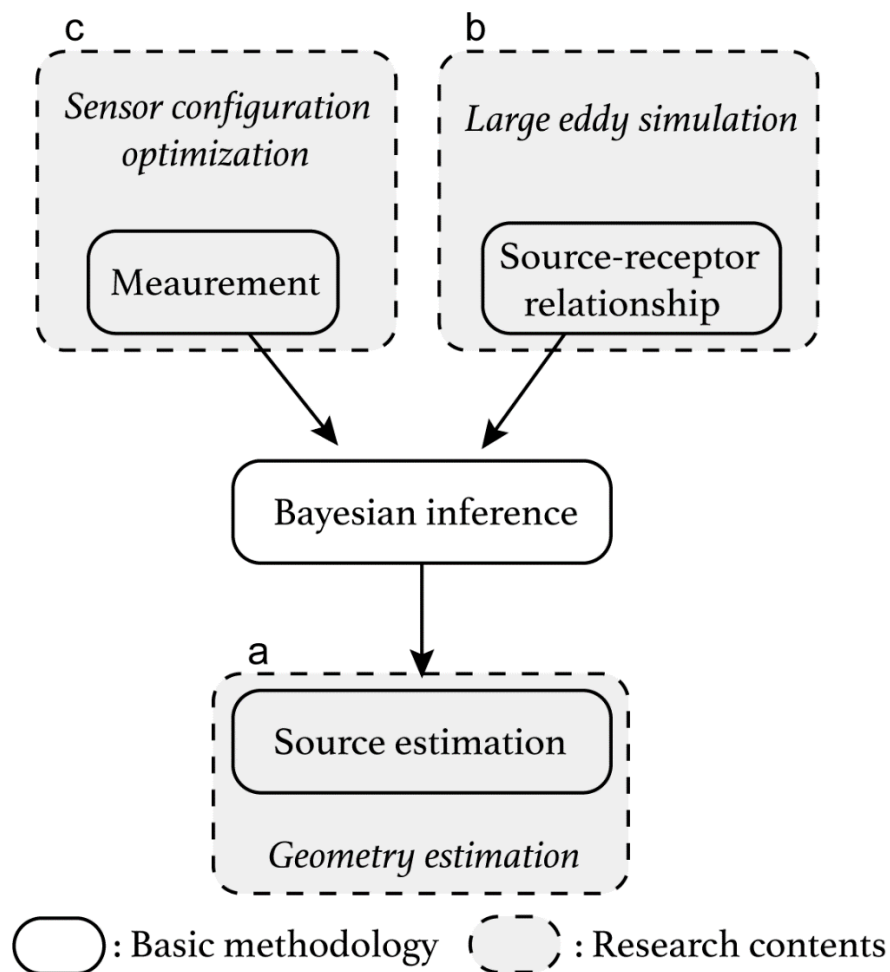 c
Sensor configuration
optimization
Meaurement
b
Large eddy simulation
Source-receptor
relationship
Bayesian inference
a
Source estimation
Geometry estimation
: Basic methodology
: Research contents